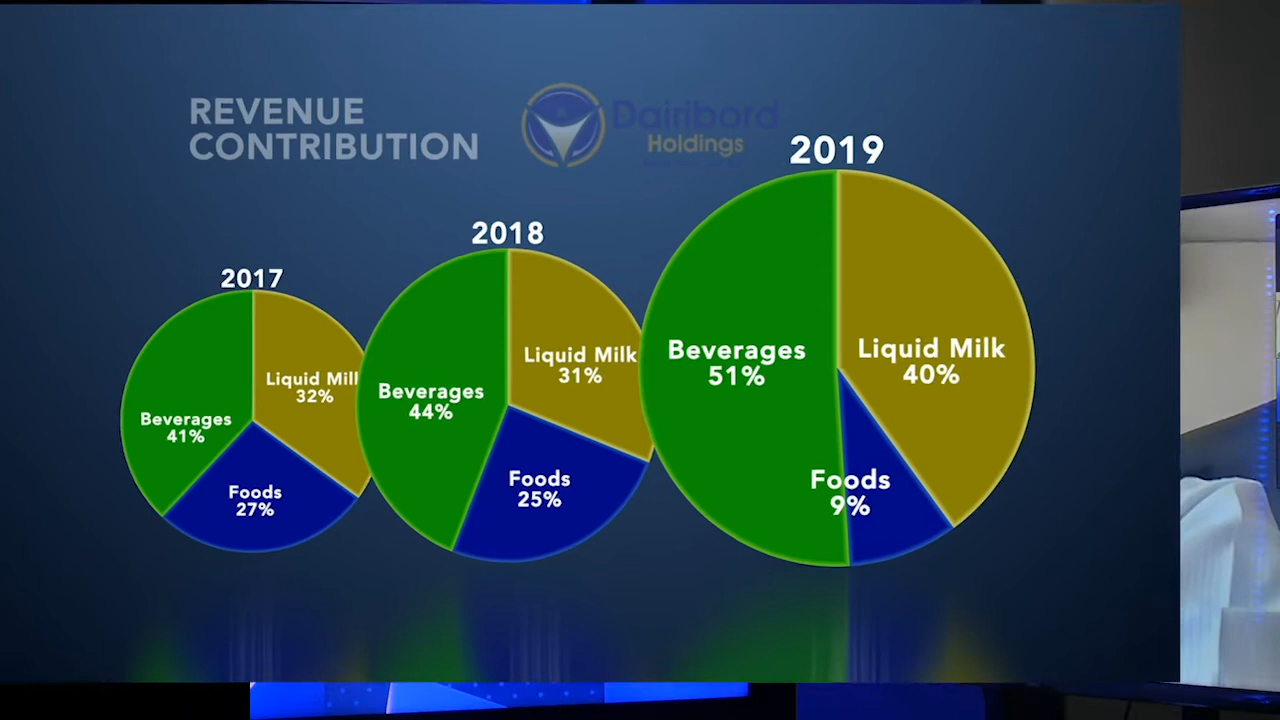 REVENUE
CONTRIBUTION
Dairibord
Holdings
2017
Liquid Mil
32%
Beverages
41%
Foods
27%
2018
Liquid Milk
31%
Beverages
44%
Foods
25%
2019
Beverages
51%
Liquid Milk
40%
Foods
9%